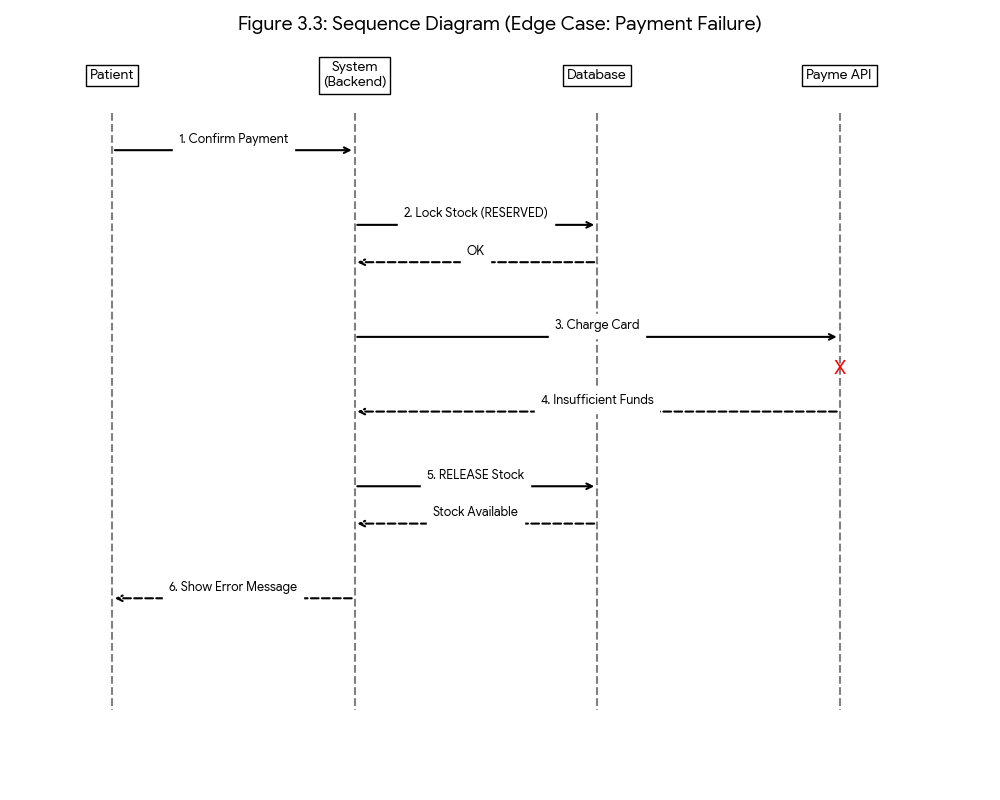 Figure 3.3: Sequence Diagram (Edge Case: Payment Failure)
Patient
System
(Backend)
Database
Payme API
1. Confirm Payment
2. Lock Stock (RESERVED)
OK
3. Charge Card
X
4. Insufficient Funds
5. RELEASE Stock
Stock Available
6. Show Error Message